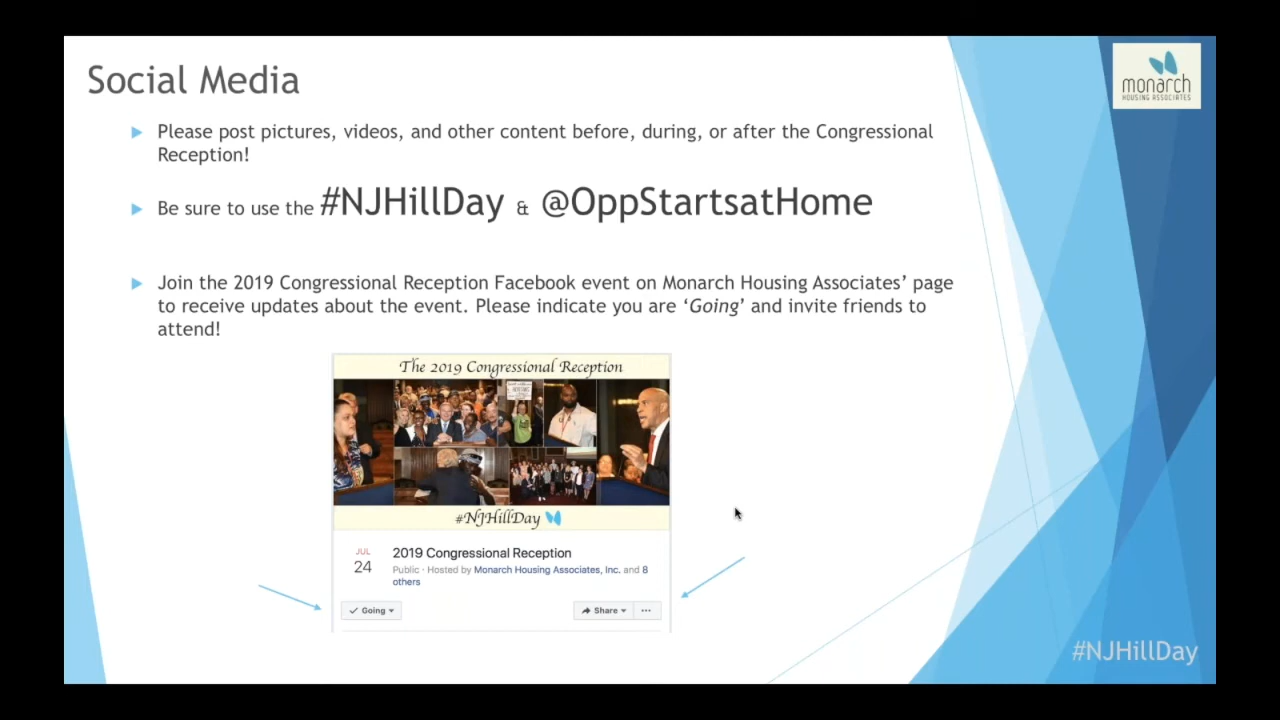 Social Media
monarch
HOUSING ASSOCIATES
Please post pictures, videos, and other content before, during, or after the Congressional
Reception!
Be sure to use the #NJHillDay & @OppStartsatHome
Join the 2019 Congressional Reception Facebook event on Monarch Housing Associates’ page
to receive updates about the event. Please indicate you are ‘Going’ and invite friends to
attend!
The 2019 Congressional Reception
#NJHillDay
JUL
24
2019 Congressional Reception
Public · Hosted by Monarch Housing Associates, Inc. and 8
others
Going
Share
#NJHillDay